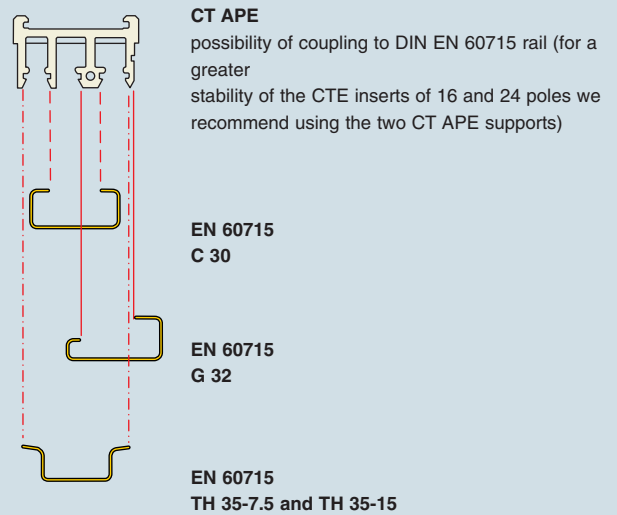 CT APE
possibility of coupling to DIN EN 60715 rail (for a
greater
stability of the CTE inserts of 16 and 24 poles we
recommend using the two CT APE supports)
EN 60715
C 30
EN 60715
G 32
EN 60715
TH 35-7.5 and TH 35-15